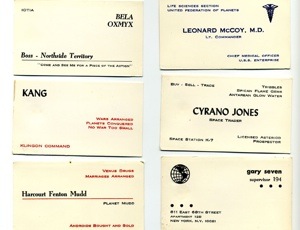 IOTIA
BELA
OXMYX
Boss - Northside Territory
"COME AND SEE ME FOR A PIECE OF THE ACTION"
LIFE SCIENCES SECTION
UNITED FEDERATION OF PLANETS
LEONARD McCOY, M.D.
LT. COMMANDER
CHIEF MEDICAL OFFICER
U.S.S. ENTERPRISE
KANG
WARS ARRANGED
PLANETS CONQUERED
NO WAR TOO SMALL
KLINGON COMMAND
BUY - SELL - TRADE
TRIBBLES
SPICAN FLAME GEMS
ANTAREAN GLOW WATER
CYRANO JONES
SPACE TRADER
SPACE STATION K-7
LICENSED ASTEROID
PROSPECTOR
VENUS DRUGS
MARRIAGES ARRANGED
Harcourt Fenton Mudd
PLANET MUDD
ANDROIDS BOUGHT AND SOLD
gary seven
supervisor 194
811 EAST 68TH STREET
APARTMENT 12B
NEW YORK, N.Y. 10021